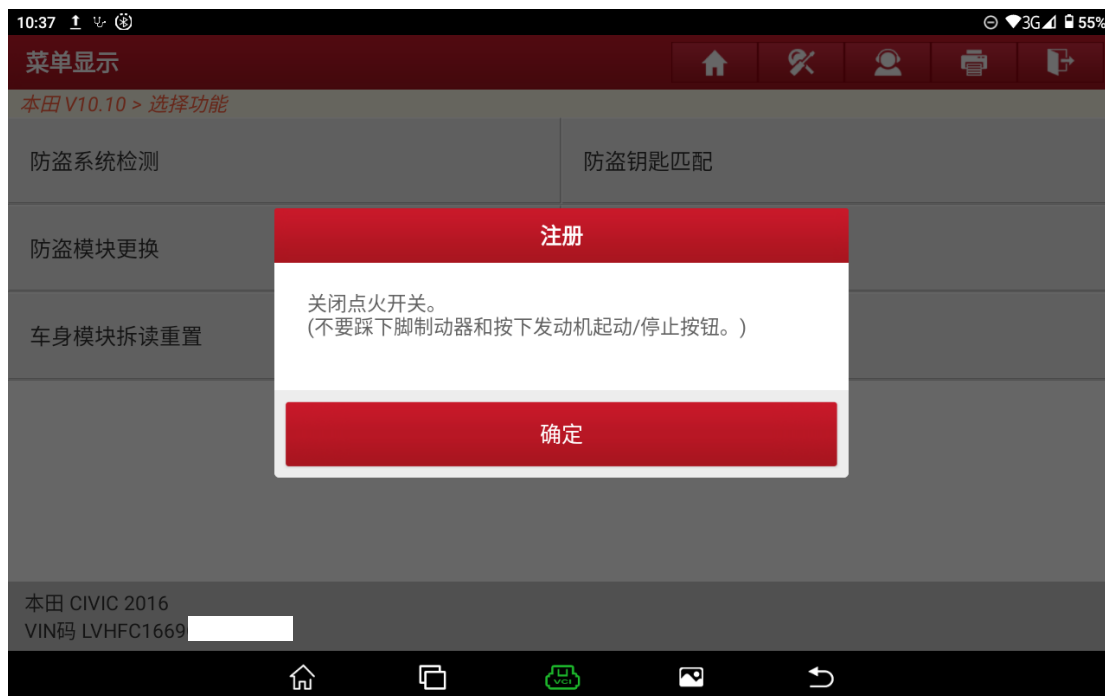 10:37
3G
55%
菜单显示
本田 V10.10 > 选择功能
防盗系统检测
防盗钥匙匹配
防盗模块更换
注册
关闭点火开关。
(不要踩下脚制动器和按下发动机起动/停止按钮。)
车身模块拆读重置
确定
本田 CIVIC 2016
VIN码 LVHFC1669
VCI